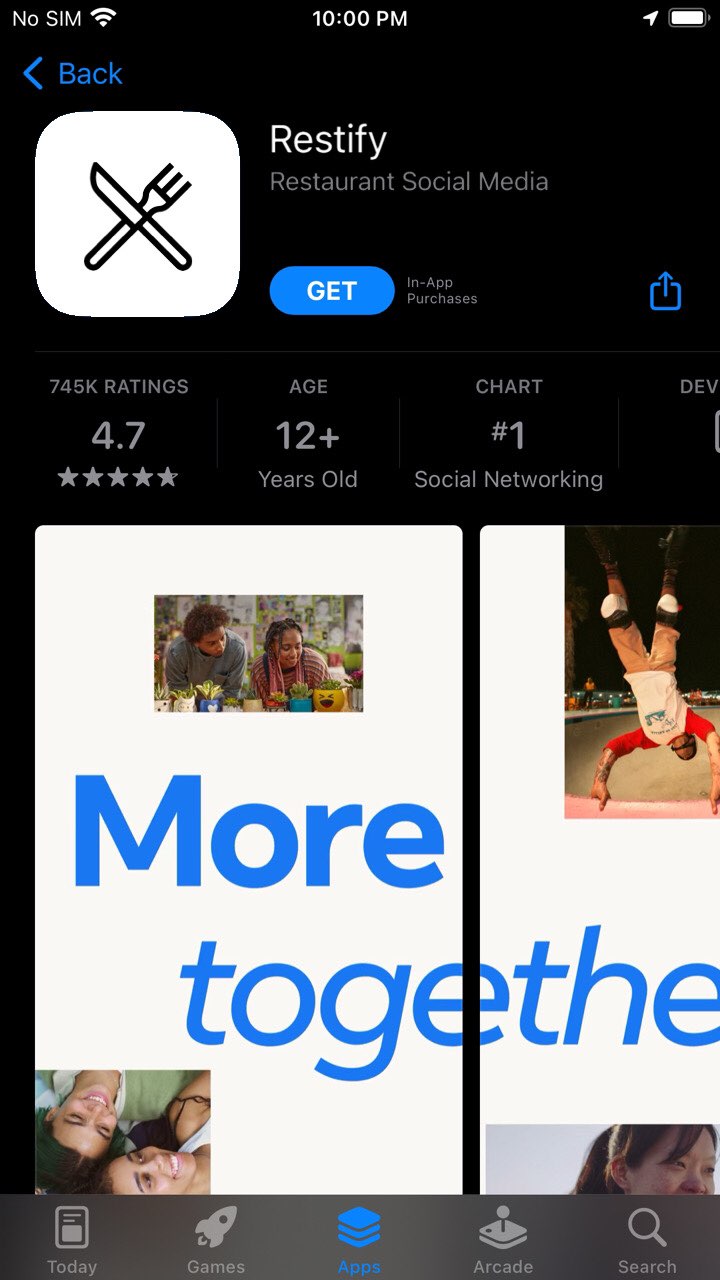 No SIM 10:00 PM
Back
Restify
Restaurant Social Media
GET
In-App
Purchases
745K RATINGS
4.7
AGE
12+
Years Old
CHART
#1
Social Networking
DEV
More
togethe
Today Games Apps Arcade Search